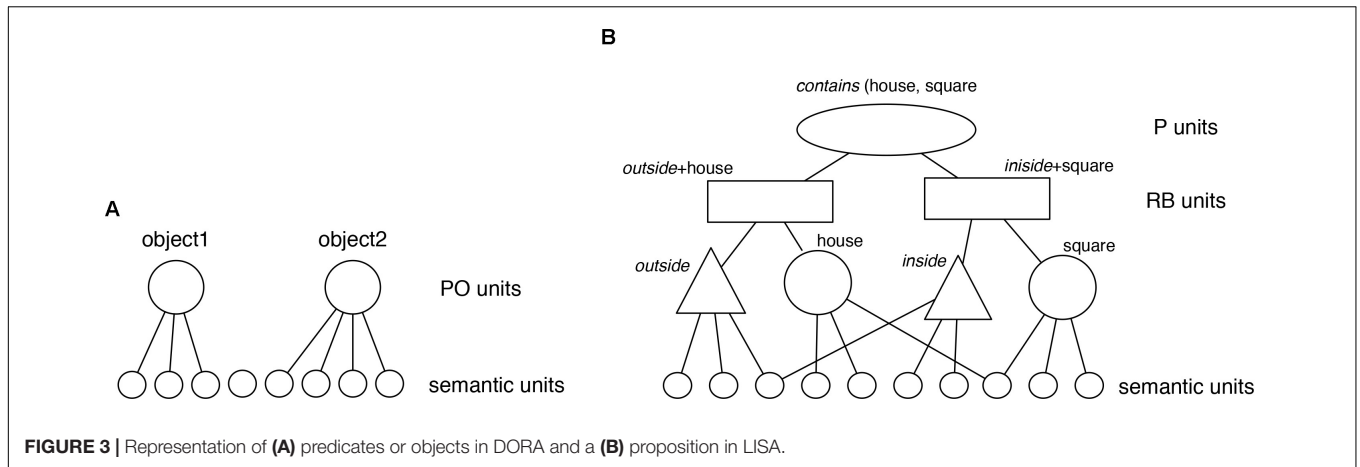 A
object1 object2
PO units
semantic units
B
contains (house, square
P units
outside+house
iniside+square
RB units
outside
house
inside
square
semantic units
FIGURE 3 | Representation of (A) predicates or objects in DORA and a (B) proposition in LISA.